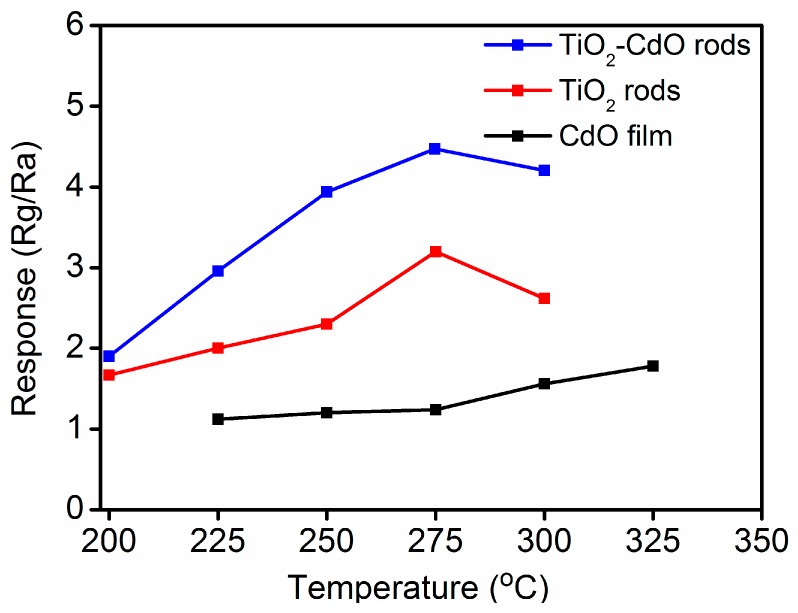 TiO₂-CdO rods
TiO₂ rods
CdO film
Response (Rg/Ra)
6
5
4
3
2
1
0
200 225 250 275 300 325 350
Temperature (°C)